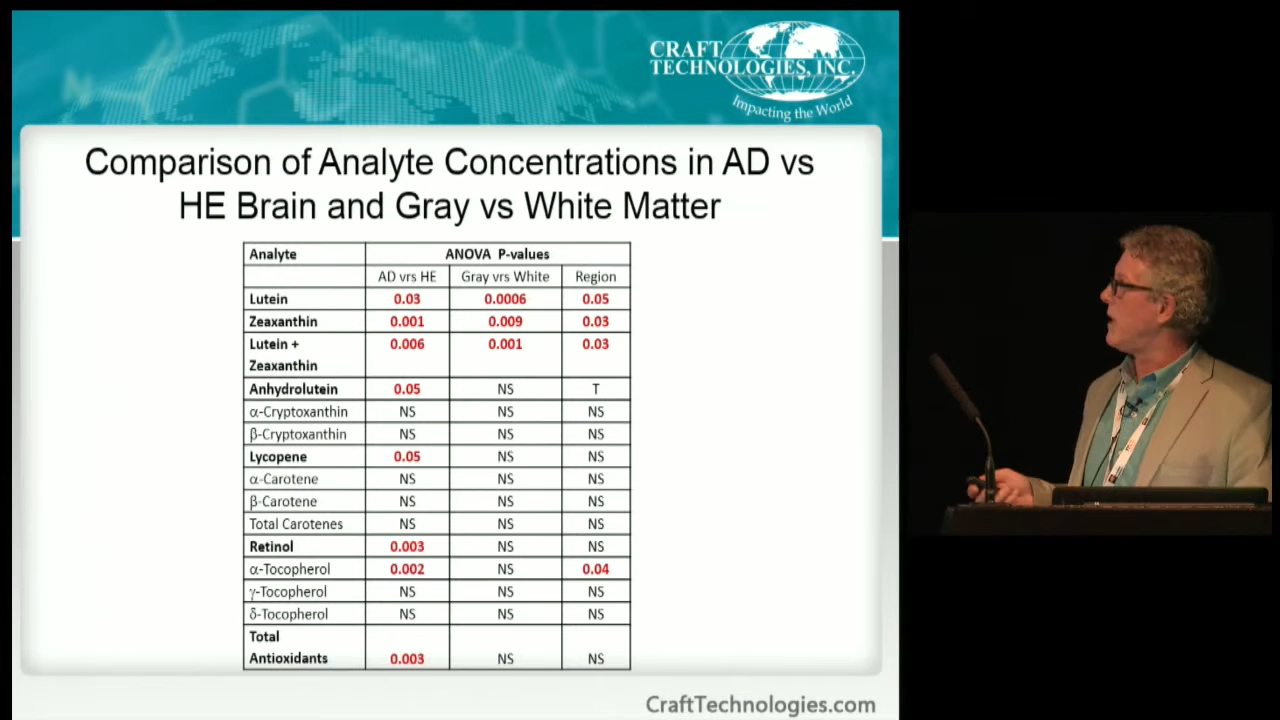 CRAFT
TECHNOLOGIES, INC.
Impacting the World
Comparison of Analyte Concentrations in AD vs
HE Brain and Gray vs White Matter
Analyte ANOVA P-values
AD vrs HE Gray vrs White Region
Lutein 0.03 0.0006 0.05
Zeaxanthin 0.001 0.009 0.03
Lutein + 0.006 0.001 0.03
Zeaxanthin
Anhydrolutein 0.05 NS T
α-Cryptoxanthin NS NS NS
β-Cryptoxanthin NS NS NS
Lycopene 0.05 NS NS
α-Carotene NS NS NS
β-Carotene NS NS NS
Total Carotenes NS NS NS
Retinol 0.003 NS NS
α-Tocopherol 0.002 NS 0.04
γ-Tocopherol NS NS NS
δ-Tocopherol NS NS NS
Total
Antioxidants 0.003 NS NS
CraftTechnologies.com